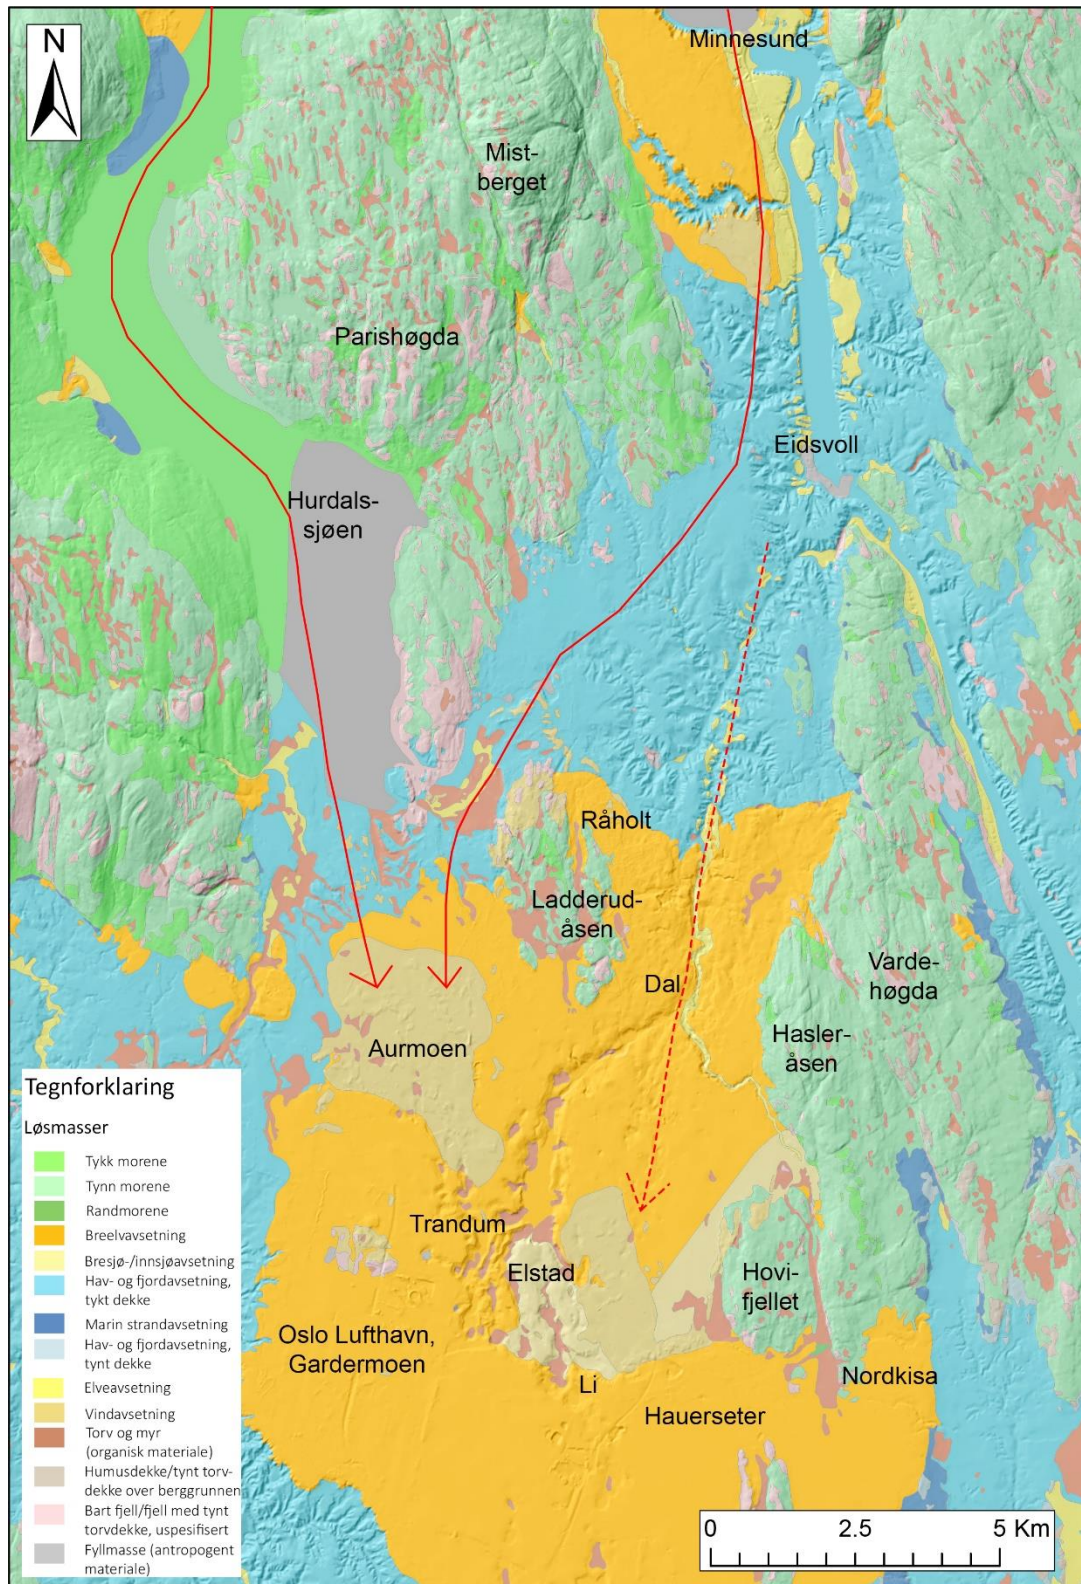 N
Minnesund
Mist-
berget
Parishøgda
Eidsvoll
Hurdals-
sjøen
Råholt
Ladderud-
åsen
Dal
Varde-
høgda
Hasler-
åsen
Aurmoen
Trandum
Elstad
Hovi-
fjellet
Oslo Lufthavn,
Gardermoen
Li
Nordkisa
Hauerseter
Tegnforklaring
Løsmasser
Tykk morene
Tynn morene
Randmorene
Breelvavsetning
Bresjø-/innsjøavsetning
Hav- og fjordavsetning,
tykt dekke
Marin strandavsetning
Hav- og fjordavsetning,
tynt dekke
Elveavsetning
Vindavsetning
Torv og myr
(organisk materiale)
Humusdekke/tynt torv-
dekke over berggrunnen
Bart fjell/fjell med tynt
torvdekke, uspesifisert
Fyllmasse (antropogent
materiale)
0 2.5 5 Km